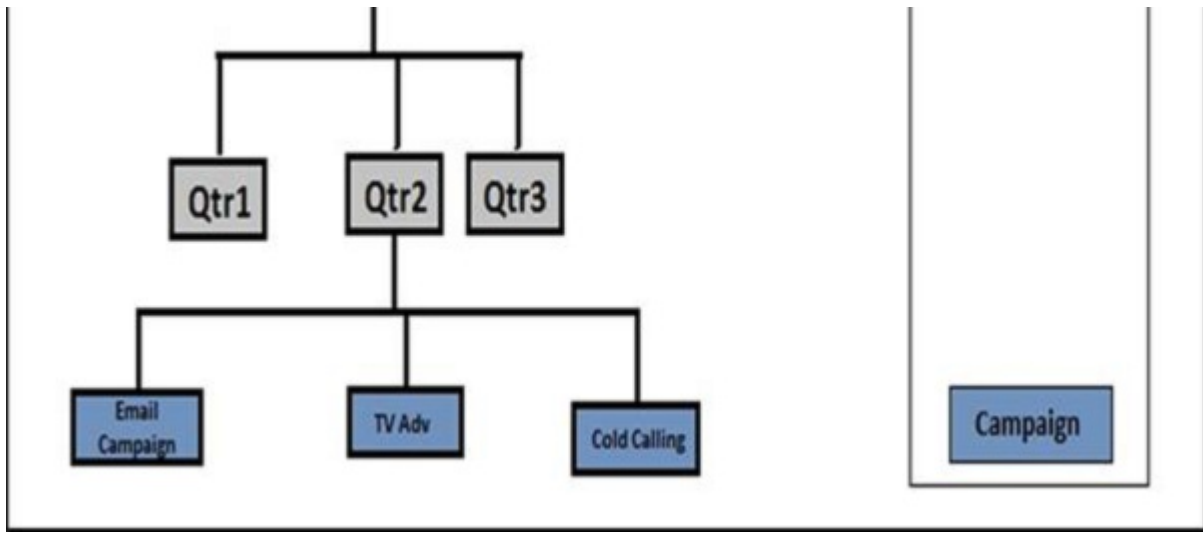 Qtr1
Qtr2
Qtr3
Email
Campaign
TV Adv
Cold Calling
Campaign